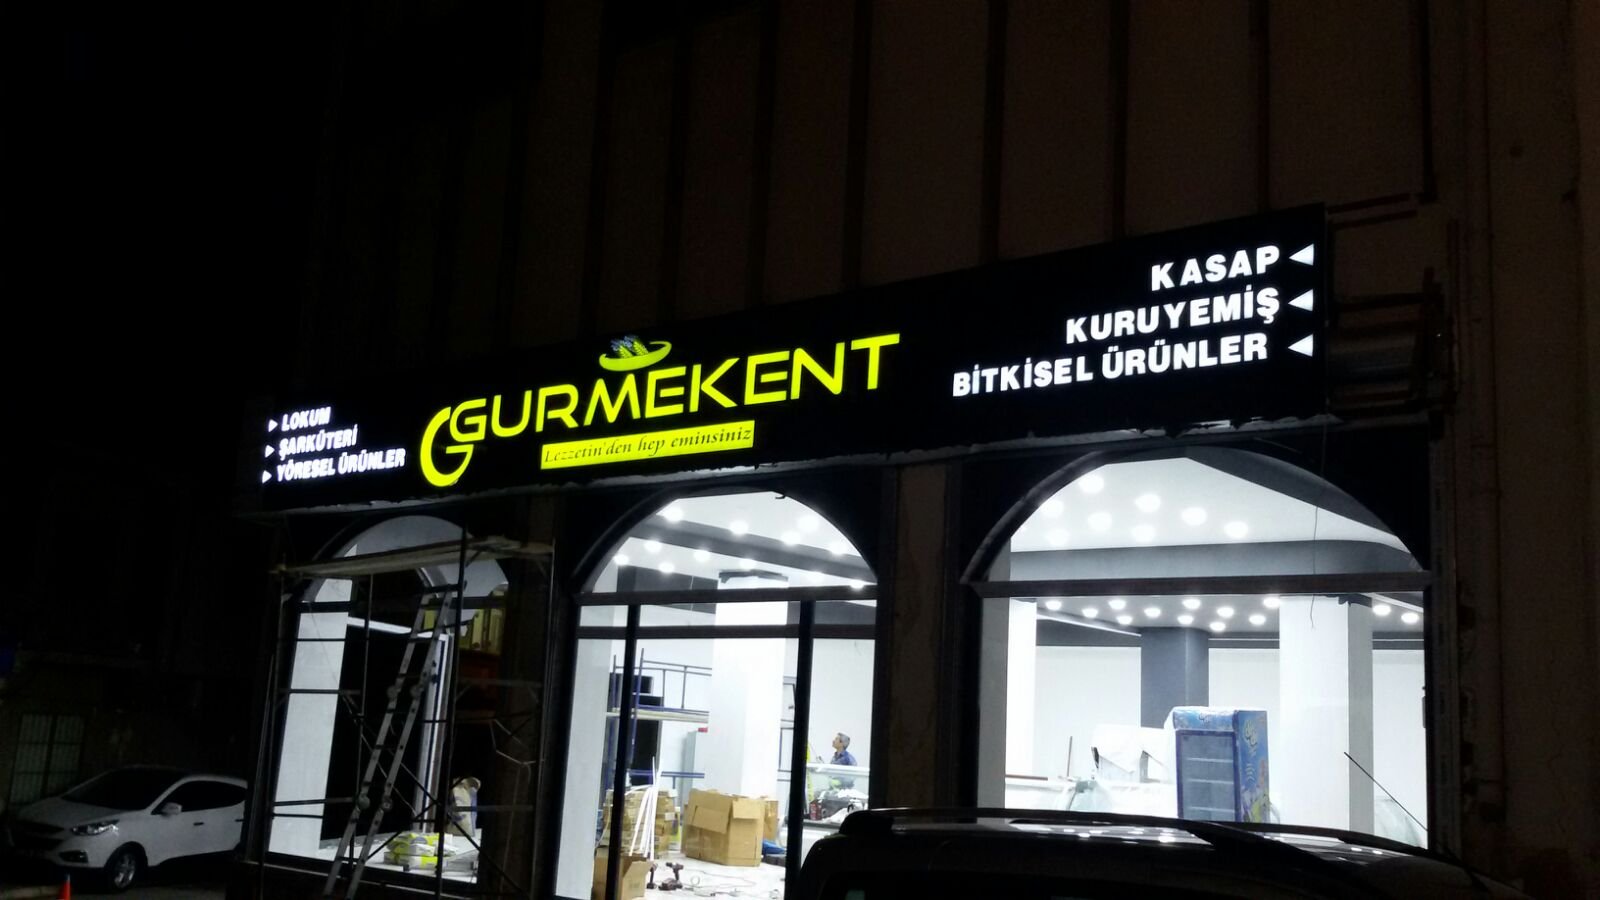 LOKUM
ŞARKÜTERİ
YÖRESEL ÜRÜNLER
GURMEKENT
Lezzetin'den hep eminsiniz
KASAP
KURUYEMİŞ
BİTKİSEL ÜRÜNLER